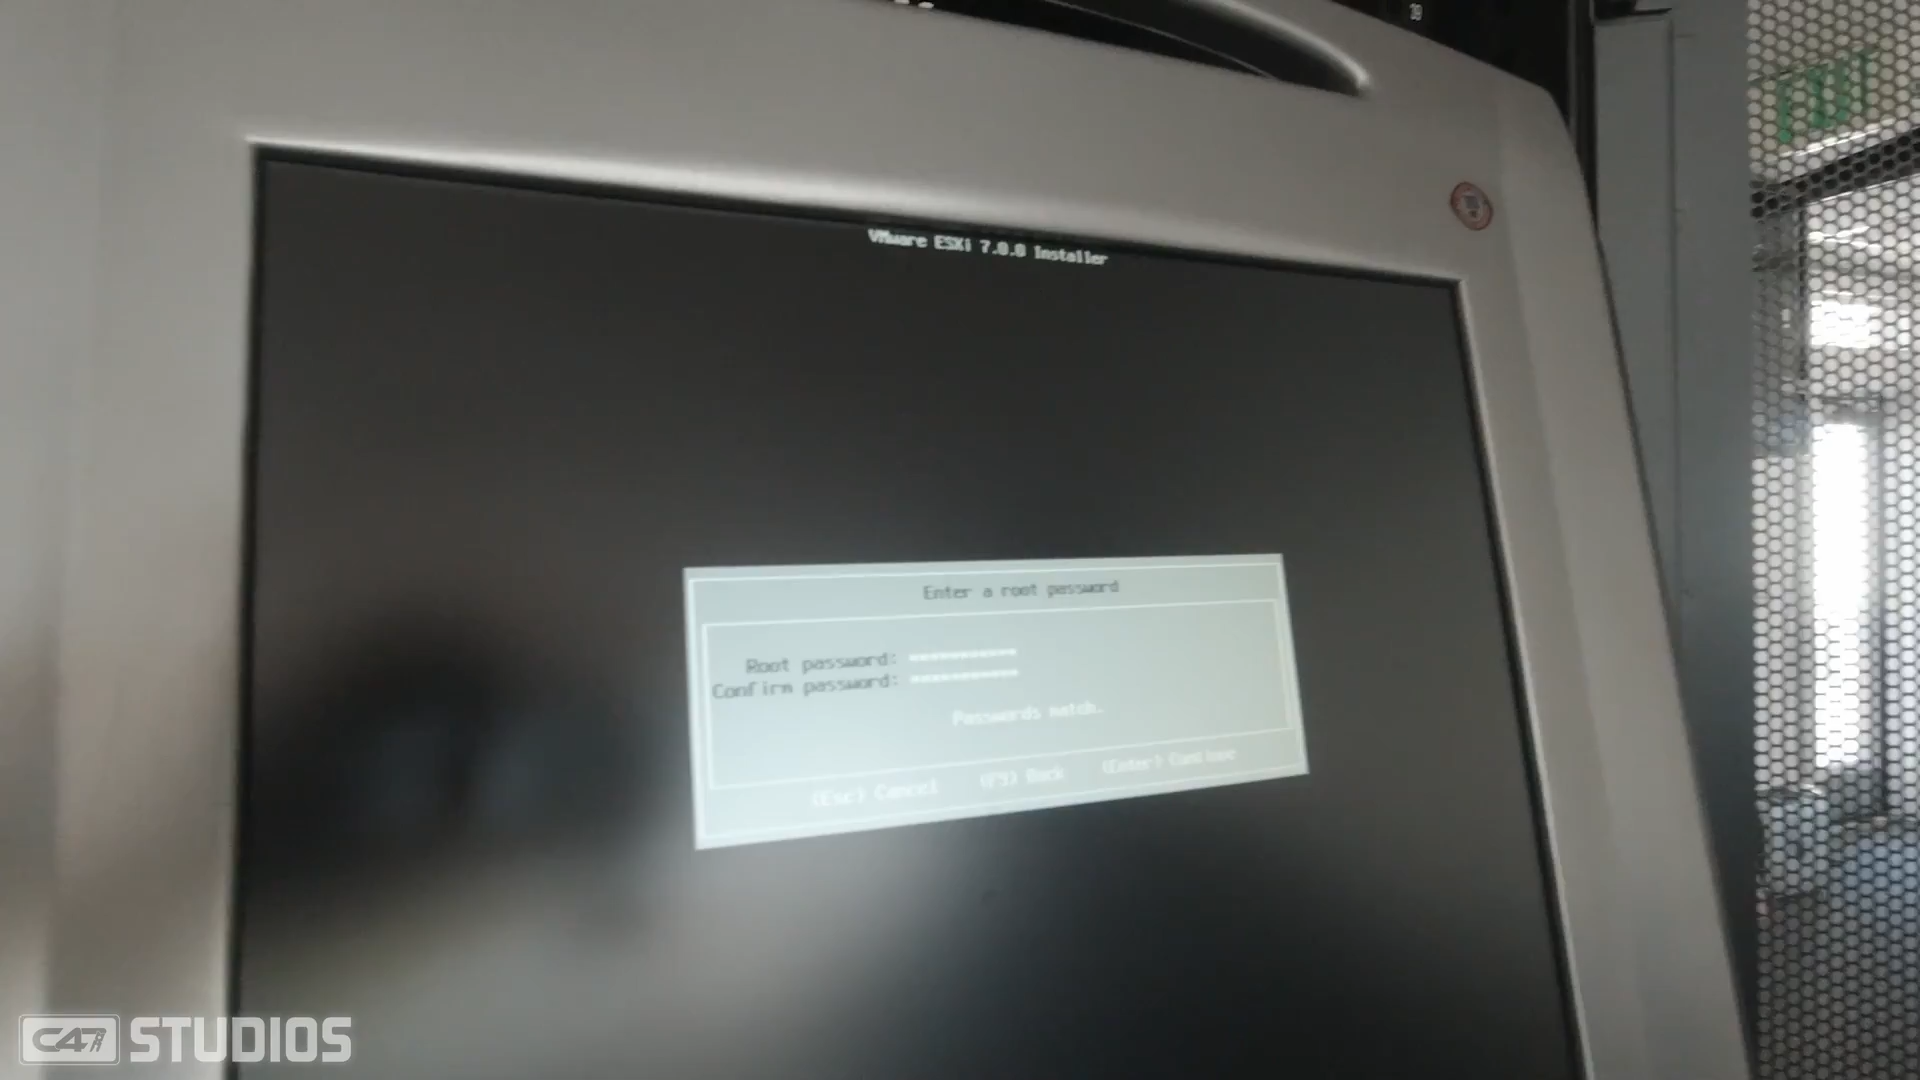 VMware ESXi 7.0.0 Installer
Enter a root password
Root password: ***********
Confirm password: ***********
Passwords match.
(Esc) Cancel (F9) Back (Enter) Continue
C47 STUDIOS